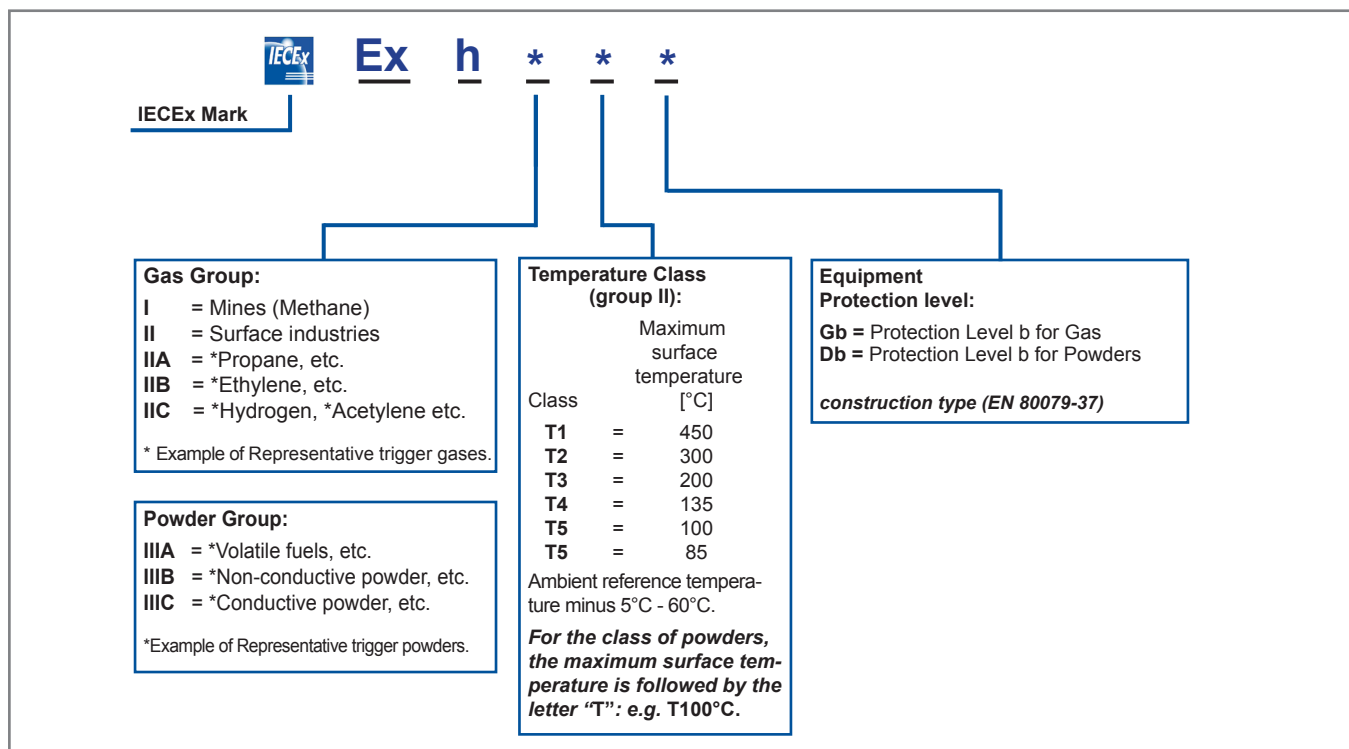 IECEx Ex h * * *
IECEx Mark
Gas Group:
I = Mines (Methane)
II = Surface industries
IIA = *Propane, etc.
IIB = *Ethylene, etc.
IIC = *Hydrogen, *Acetylene etc.
* Example of Representative trigger gases.
Powder Group:
IIIA = *Volatile fuels, etc.
IIIB = *Non-conductive powder, etc.
IIIC = *Conductive powder, etc.
*Example of Representative trigger powders.
Temperature Class
(group II):
Maximum
surface
temperature
Class [°C]
T1 = 450
T2 = 300
T3 = 200
T4 = 135
T5 = 100
T5 = 85
Ambient reference tempera-
ture minus 5°C - 60°C.
For the class of powders,
the maximum surface tem-
perature is followed by the
letter “T”: e.g. T100°C.
Equipment
Protection level:
Gb = Protection Level b for Gas
Db = Protection Level b for Powders
construction type (EN 80079-37)